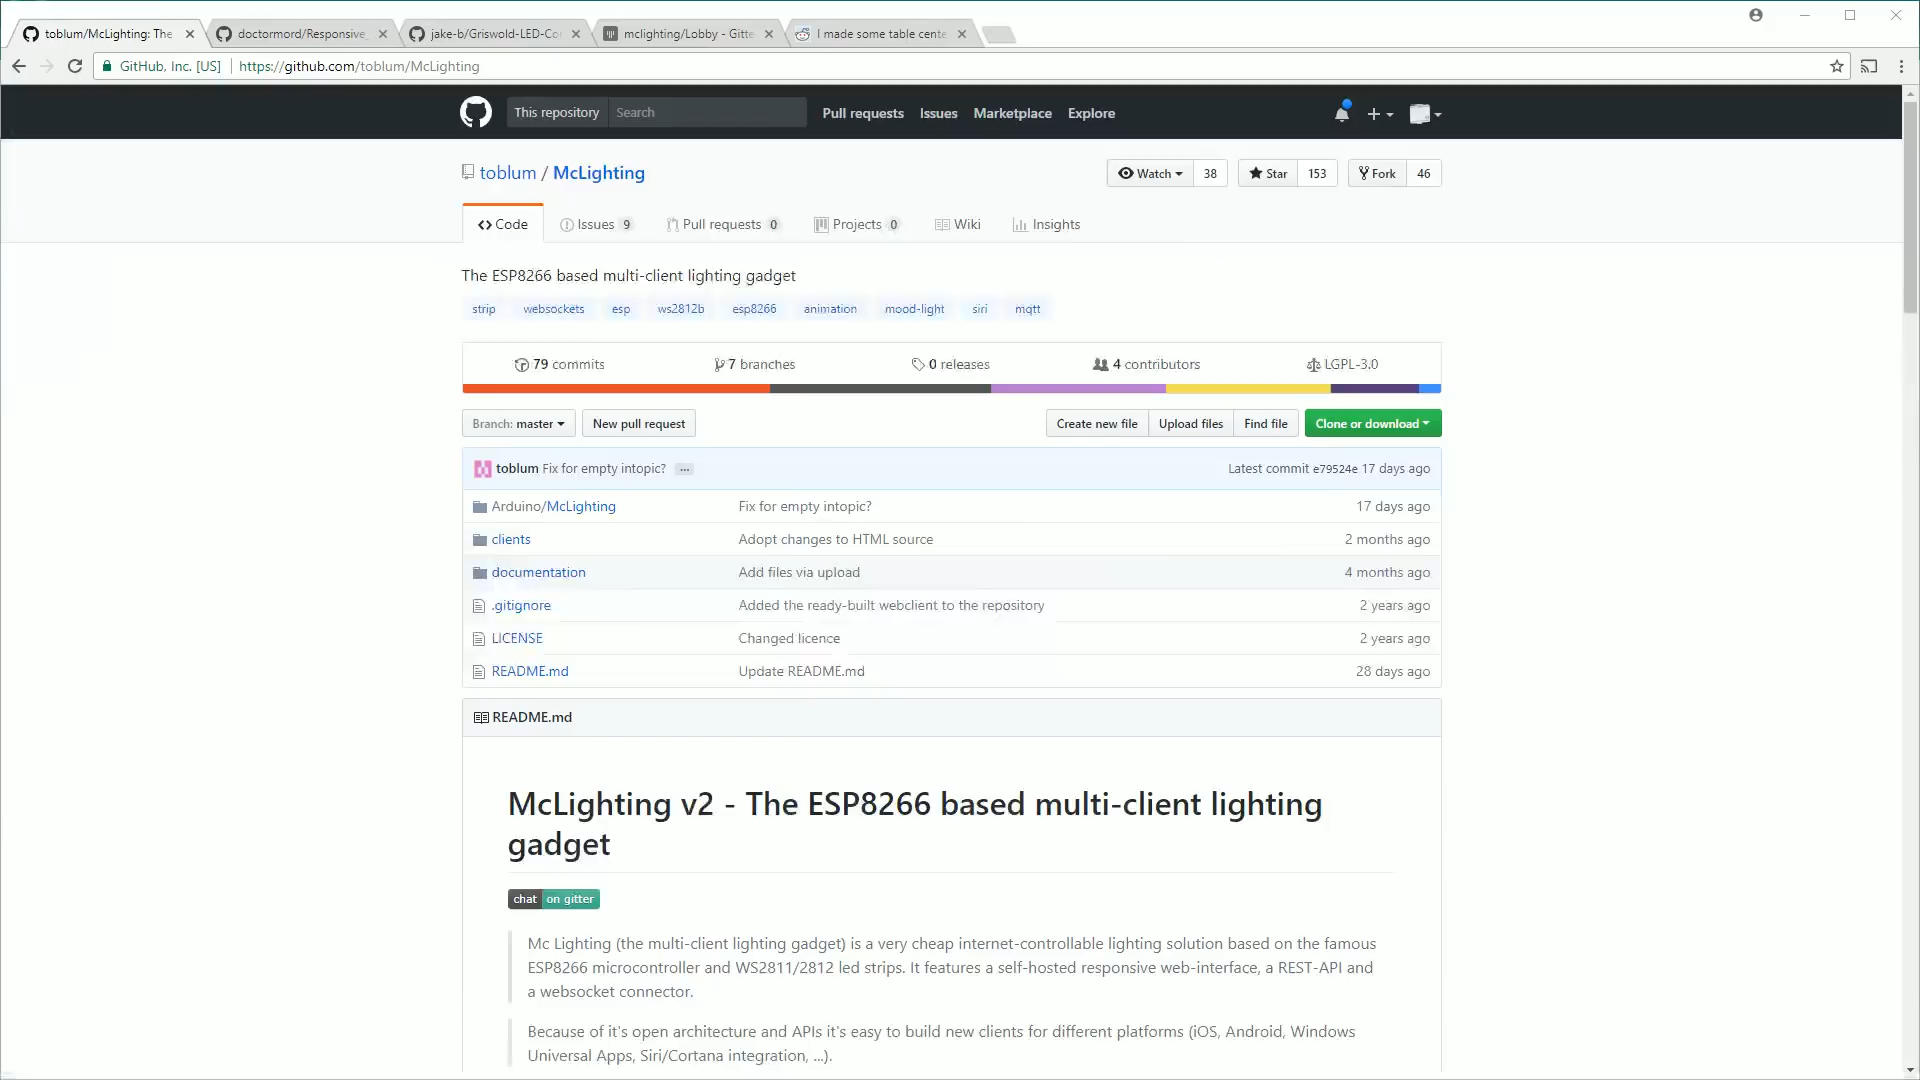 toblum/McLighting: The
doctormord/Responsive_
jake-b/Griswold-LED-Co
mclighting/Lobby - Gitte
I made some table cente
GitHub, Inc. [US] https://github.com/toblum/McLighting
This repository Search Pull requests Issues Marketplace Explore
toblum / McLighting
Watch 38 Star 153 Fork 46
Code Issues 9 Pull requests 0 Projects 0 Wiki Insights
The ESP8266 based multi-client lighting gadget
strip websockets esp ws2812b esp8266 animation mood-light siri mqtt
79 commits 7 branches 0 releases 4 contributors LGPL-3.0
Branch: master New pull request Create new file Upload files Find file Clone or download
toblum Fix for empty intopic? ... Latest commit e79524e 17 days ago
Arduino/McLighting Fix for empty intopic? 17 days ago
clients Adopt changes to HTML source 2 months ago
documentation Add files via upload 4 months ago
.gitignore Added the ready-built webclient to the repository 2 years ago
LICENSE Changed licence 2 years ago
README.md Update README.md 28 days ago
README.md
McLighting v2 - The ESP8266 based multi-client lighting
gadget
chat on gitter
Mc Lighting (the multi-client lighting gadget) is a very cheap internet-controllable lighting solution based on the famous
ESP8266 microcontroller and WS2811/2812 led strips. It features a self-hosted responsive web-interface, a REST-API and
a websocket connector.
Because of it's open architecture and APIs it's easy to build new clients for different platforms (iOS, Android, Windows
Universal Apps, Siri/Cortana integration, ...).